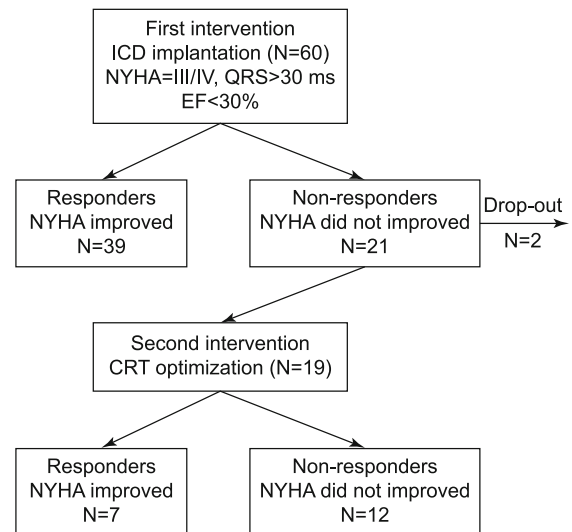 First intervention
ICD implantation (N=60)
NYHA=III/IV, QRS>30 ms
EF<30%
Responders
NYHA improved
N=39
Non-responders
NYHA did not improved
N=21
Drop-out
N=2
Second intervention
CRT optimization (N=19)
Responders
NYHA improved
N=7
Non-responders
NYHA did not improved
N=12